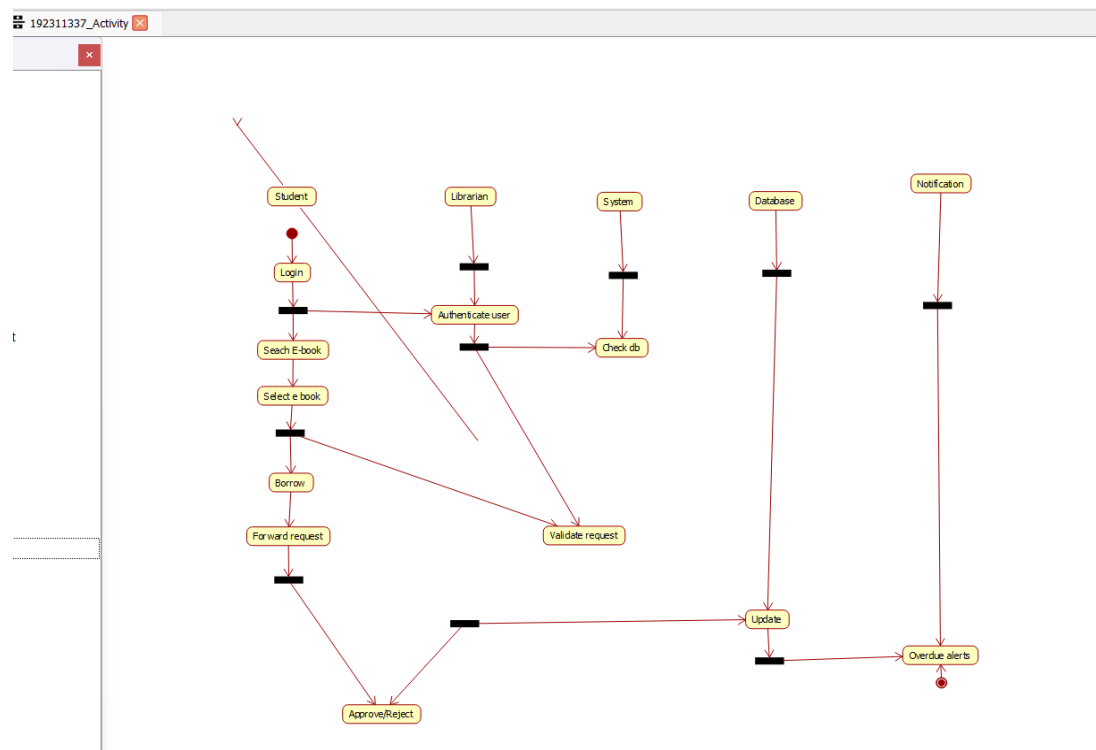 192311337_Activity
Student
Librarian
System
Database
Notification
Login
Authenticate user
Seach E-book
Check db
Select e book
Borrow
Forward request
Validate request
Update
Overdue alerts
Approve/Reject
t